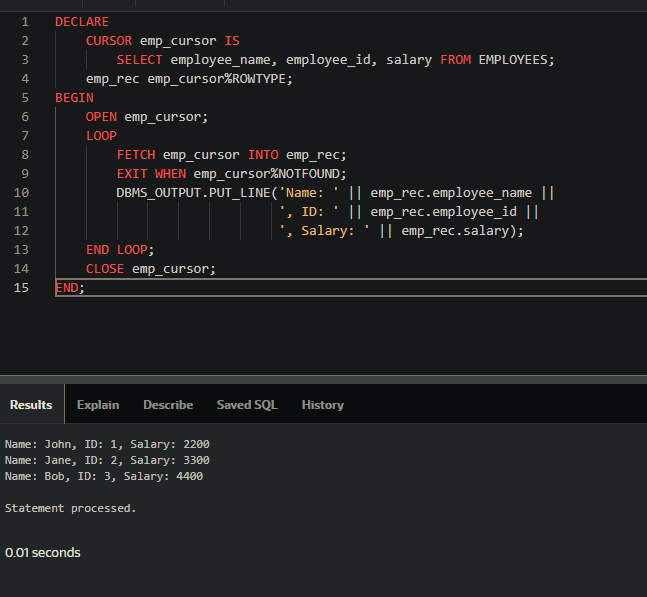 1 DECLARE
2 CURSOR emp_cursor IS
3 SELECT employee_name, employee_id, salary FROM EMPLOYEES;
4 emp_rec emp_cursor%ROWTYPE;
5 BEGIN
6 OPEN emp_cursor;
7 LOOP
8 FETCH emp_cursor INTO emp_rec;
9 EXIT WHEN emp_cursor%NOTFOUND;
10 DBMS_OUTPUT.PUT_LINE('Name: ' || emp_rec.employee_name ||
11 ', ID: ' || emp_rec.employee_id ||
12 ', Salary: ' || emp_rec.salary);
13 END LOOP;
14 CLOSE emp_cursor;
15 END;
Results Explain Describe Saved SQL History
Name: John, ID: 1, Salary: 2200
Name: Jane, ID: 2, Salary: 3300
Name: Bob, ID: 3, Salary: 4400
Statement processed.
0.01 seconds